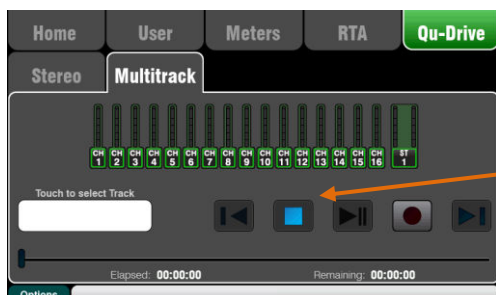 Home User Meters RTA Qu-Drive
Stereo Multitrack
CH 1 CH 2 CH 3 CH 4 CH 5 CH 6 CH 7 CH 8 CH 9 CH 10 CH 11 CH 12 CH 13 CH 14 CH 15 CH 16 ST 1
Touch to select Track
Elapsed: 00:00:00 Remaining: 00:00:00
Options